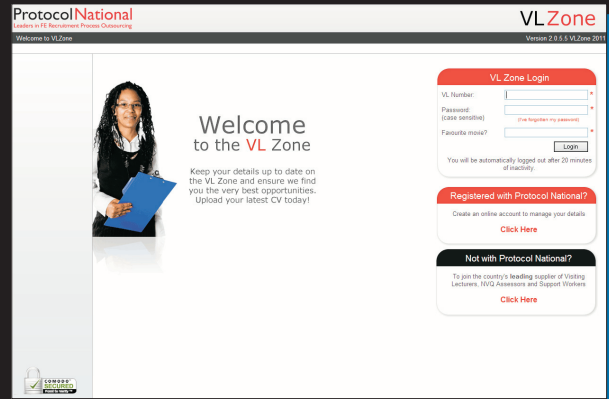 ProtocolNational
Leaders in FE Recruitment Process Outsourcing
VLZone
Welcome to VLZone
Version 2.0.5.5 VLZone 2011
Welcome
to the VL Zone
Keep your details up to date on
the VL Zone and ensure we find
you the very best opportunities.
Upload your latest CV today!
VL Zone Login
VL Number: *
Password: *
(case sensitive) (I've forgotten my password)
Favourite movie? *
Login
You will be automatically logged out after 20 minutes
of inactivity.
Registered with Protocol National?
Create an online account to manage your details
Click Here
Not with Protocol National?
To join the country's leading supplier of Visiting
Lecturers, NVQ Assessors and Support Workers
Click Here
COMODO
SECURED